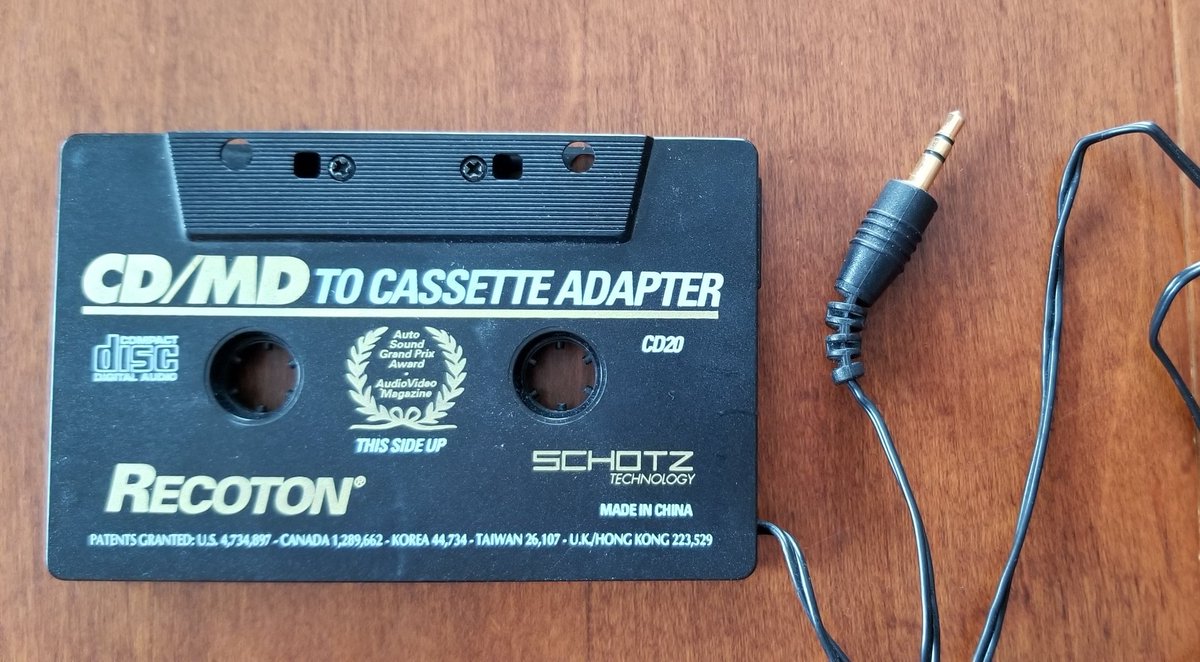 CD/MD TO CASSETTE ADAPTER
COMPACT
disc
DIGITAL AUDIO
Auto
Sound
Grand Prix
Award
•
AudioVideo
Magazine
CD20
THIS SIDE UP
RECOTON®
SCHOTZ
TECHNOLOGY
MADE IN CHINA
PATENTS GRANTED: U.S. 4,734,897 - CANADA 1,289,662 - KOREA 44,734 - TAIWAN 26,107 - U.K./HONG KONG 223,529